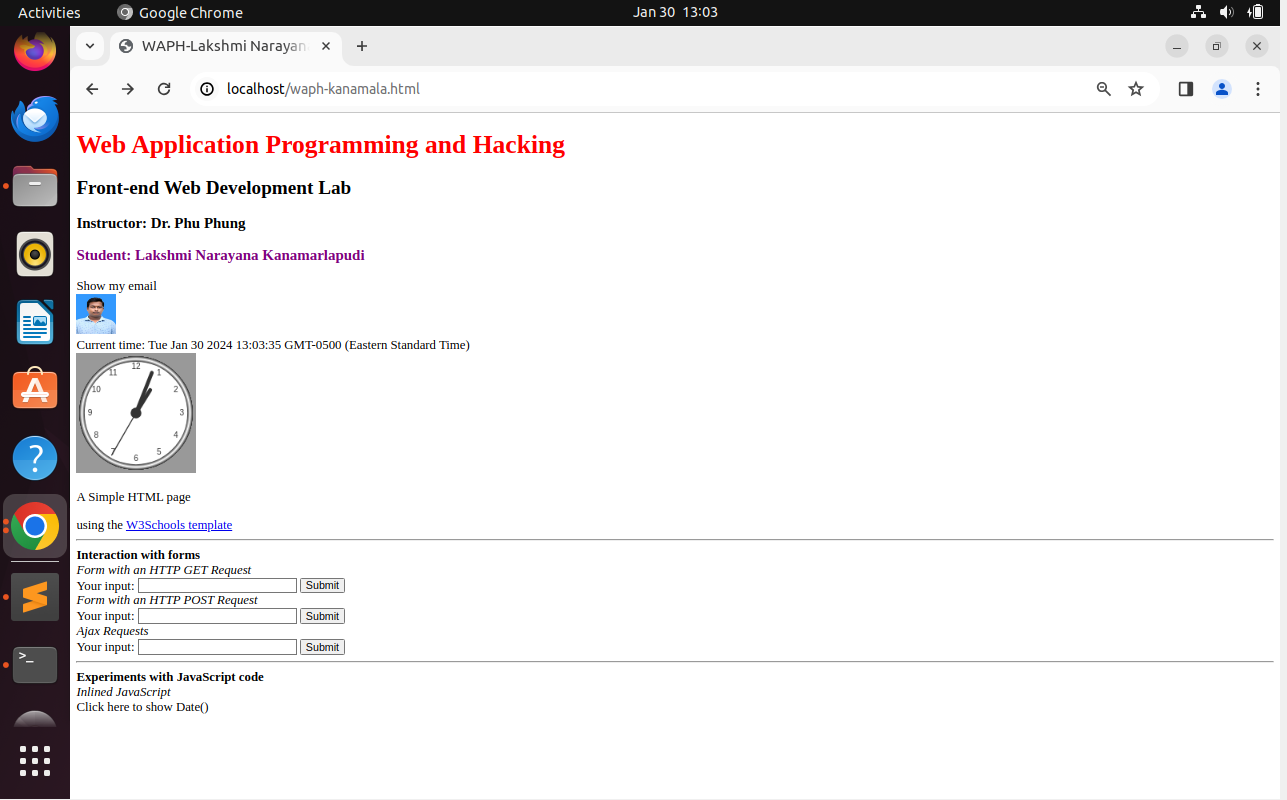 Activities Google Chrome Jan 30 13:03
WAPH-Lakshmi Narayan
localhost/waph-kanamala.html
Web Application Programming and Hacking
Front-end Web Development Lab
Instructor: Dr. Phu Phung
Student: Lakshmi Narayana Kanamarlapudi
Show my email
Current time: Tue Jan 30 2024 13:03:35 GMT-0500 (Eastern Standard Time)
12
11 1
10 2
9 3
8 4
7 5
6
A Simple HTML page
using the W3Schools template
Interaction with forms
Form with an HTTP GET Request
Your input: Submit
Form with an HTTP POST Request
Your input: Submit
Ajax Requests
Your input: Submit
Experiments with JavaScript code
Inlined JavaScript
Click here to show Date()